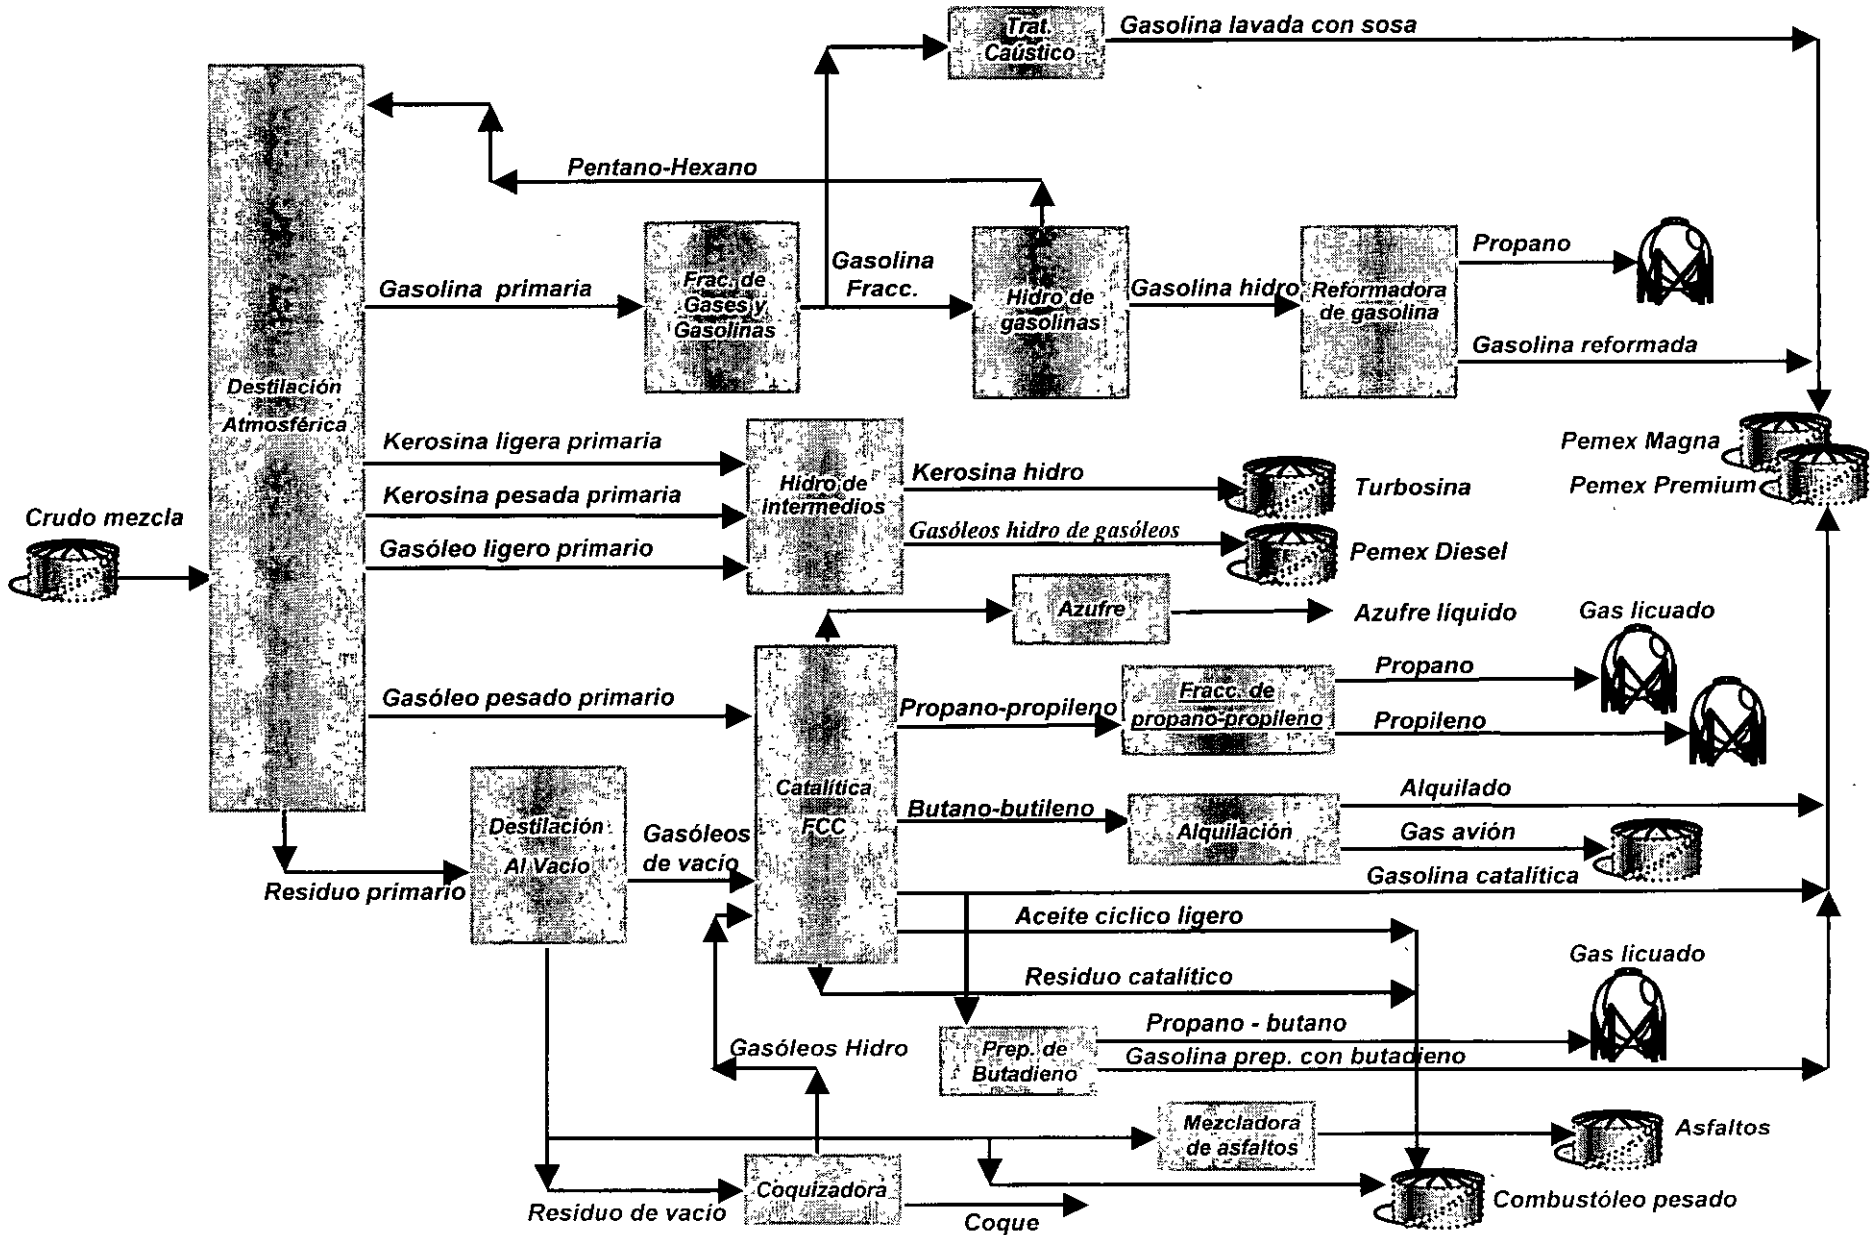 Trat.
Caústico
Gasolina lavada con sosa
Pentano-Hexano
Gasolina primaria
Frac. de
Gases y
Gasolinas
Gasolina
Fracc.
Hidro de
gasolinas
Gasolina hidro
Reformadora
de gasolina
Propano
Gasolina reformada
Destilación
Atmosférica
Crudo mezcla
Kerosina ligera primaria
Kerosina pesada primaria
Gasóleo ligero primario
Hidro de
intermedios
Kerosina hidro
Turbosina
Gasóleos hidro de gasóleos
Pemex Diesel
Pemex Magna
Pemex Premium
Azufre
Azufre líquido
Gas licuado
Gasóleo pesado primario
Propano-propileno
Fracc. de
propano-propileno
Propano
Propileno
Catalítica
FCC
Butano-butileno
Alquilación
Alquilado
Gas avión
Destilación
Al Vacío
Gasóleos
de vacío
Residuo primario
Gasolina catalítica
Aceite cíclico ligero
Residuo catalítico
Gas licuado
Prep. de
Butadieno
Propano - butano
Gasolina prep. con butadieno
Gasóleos Hidro
Mezcladora
de asfaltos
Asfaltos
Coquizadora
Residuo de vacío
Coque
Combustóleo pesado